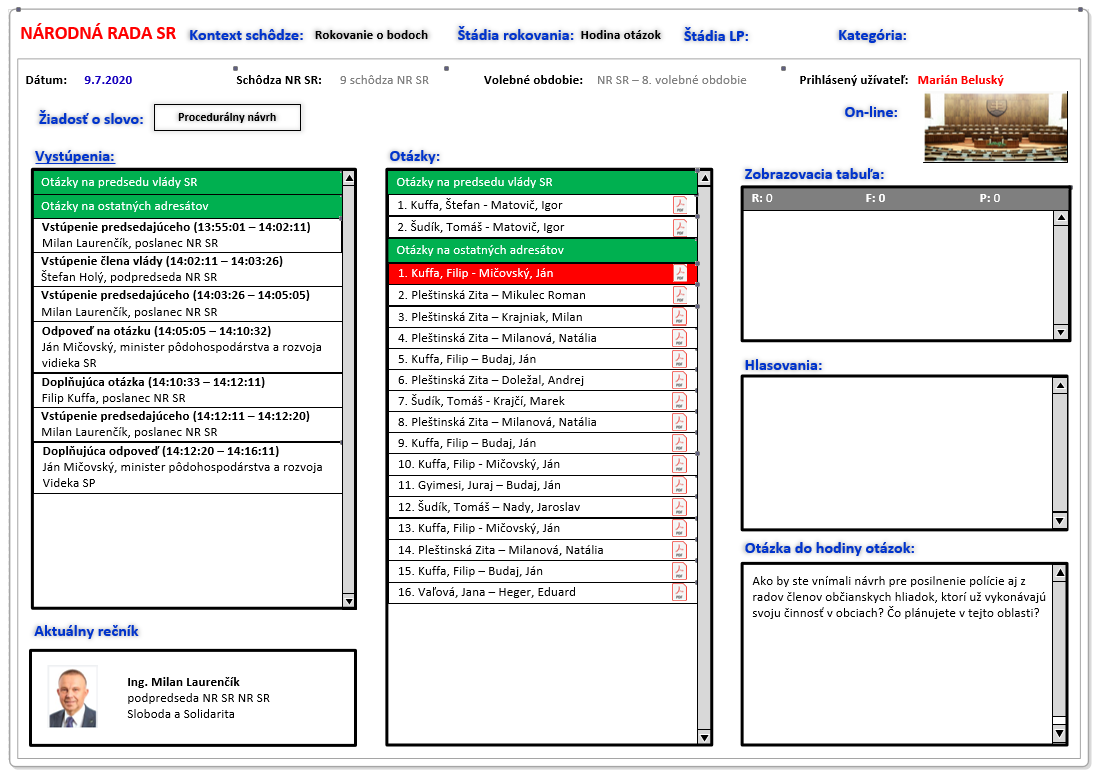 NÁRODNÁ RADA SR Kontext schôdze: Rokovanie o bodoch Štádia rokovania: Hodina otázok Štádia LP: Kategória:
Dátum: 9.7.2020 Schôdza NR SR: 9 schôdza NR SR Volebné obdobie: NR SR – 8. volebné obdobie Prihlásený užívateľ: Marián Beluský
Žiadosť o slovo: Procedurálny návrh
On-line:
Vystúpenia:
Otázky na predsedu vlády SR
Otázky na ostatných adresátov
Vstúpenie predsedajúceho (13:55:01 – 14:02:11)
Milan Laurenčík, poslanec NR SR
Vstúpenie člena vlády (14:02:11 – 14:03:26)
Štefan Holý, podpredseda NR SR
Vstúpenie predsedajúceho (14:03:26 – 14:05:05)
Milan Laurenčík, poslanec NR SR
Odpoveď na otázku (14:05:05 – 14:10:32)
Ján Mičovský, minister pôdohospodárstva a rozvoja
vidieka SR
Doplňujúca otázka (14:10:33 – 14:12:11)
Filip Kuffa, poslanec NR SR
Vstúpenie predsedajúceho (14:12:11 – 14:12:20)
Milan Laurenčík, poslanec NR SR
Doplňujúca odpoveď (14:12:20 – 14:16:11)
Ján Mičovský, minister pôdohospodárstva a rozvoja
Videka SP
Aktuálny rečník
Ing. Milan Laurenčík
podpredseda NR SR NR SR
Sloboda a Solidarita
Otázky:
Otázky na predsedu vlády SR
1. Kuffa, Štefan - Matovič, Igor
2. Šudík, Tomáš - Matovič, Igor
Otázky na ostatných adresátov
1. Kuffa, Filip - Mičovský, Ján
2. Pleštinská Zita – Mikulec Roman
3. Pleštinská Zita – Krajniak, Milan
4. Pleštinská Zita – Milanová, Natália
5. Kuffa, Filip – Budaj, Ján
6. Pleštinská Zita – Doležal, Andrej
7. Šudík, Tomáš - Krajčí, Marek
8. Pleštinská Zita – Milanová, Natália
9. Kuffa, Filip – Budaj, Ján
10. Kuffa, Filip - Mičovský, Ján
11. Gyimesi, Juraj – Budaj, Ján
12. Šudík, Tomáš – Nady, Jaroslav
13. Kuffa, Filip - Mičovský, Ján
14. Pleštinská Zita – Milanová, Natália
15. Kuffa, Filip – Budaj, Ján
16. Vaľová, Jana – Heger, Eduard
Zobrazovacia tabuľa:
R: 0 F: 0 P: 0
Hlasovania:
Otázka do hodiny otázok:
Ako by ste vnímali návrh pre posilnenie polície aj z
radov členov občianskych hliadok, ktorí už vykonávajú
svoju činnosť v obciach? Čo plánujete v tejto oblasti?